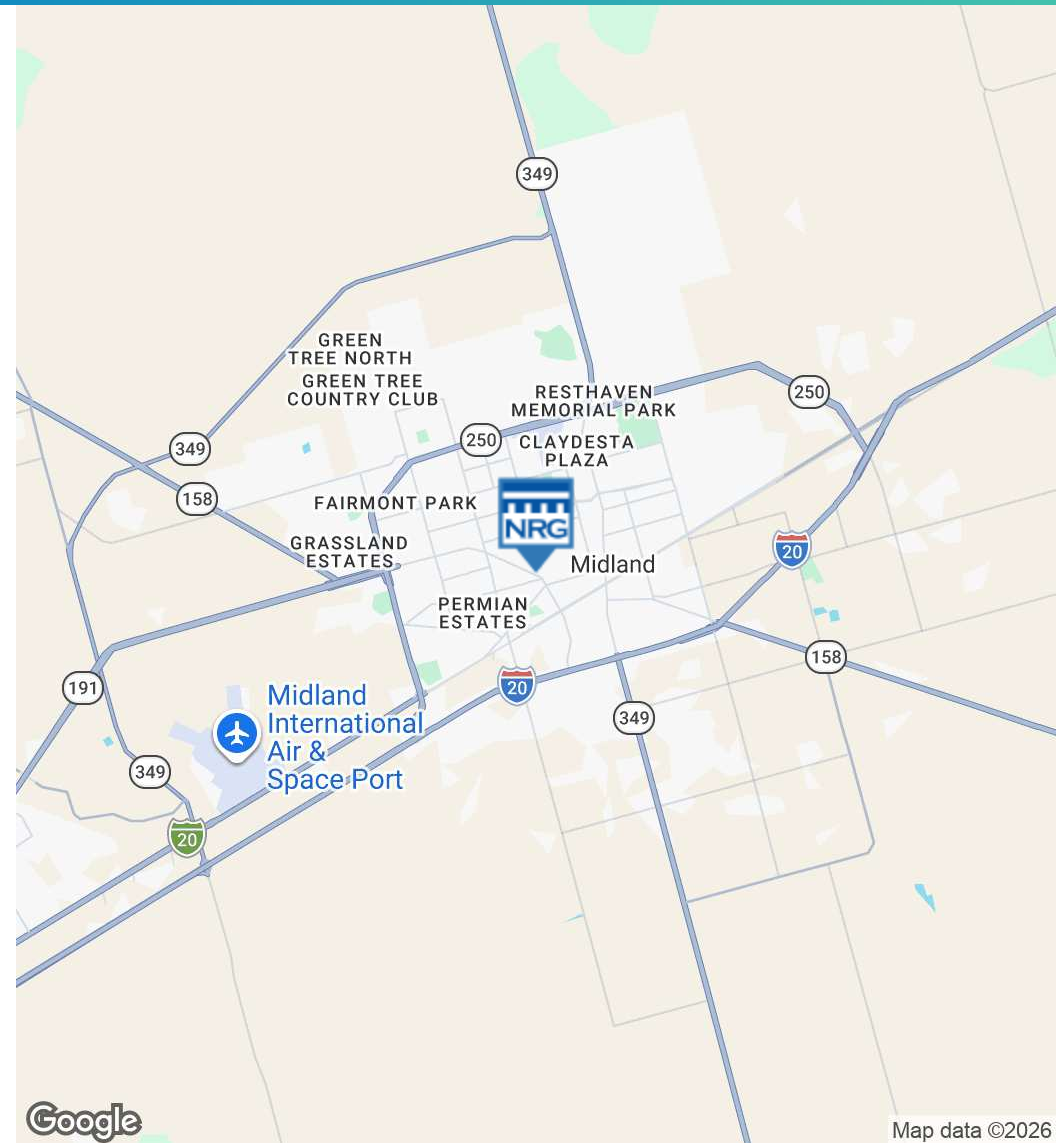 349
GREEN
TREE NORTH
GREEN TREE
COUNTRY CLUB
RESTHAVEN
MEMORIAL PARK
250
250
CLAYDESTA
PLAZA
349
158
FAIRMONT PARK
NRG
GRASSLAND
ESTATES
20
Midland
PERMIAN
ESTATES
158
20
191
349
Midland
International
Air &
Space Port
349
20
Google
Map data ©2026